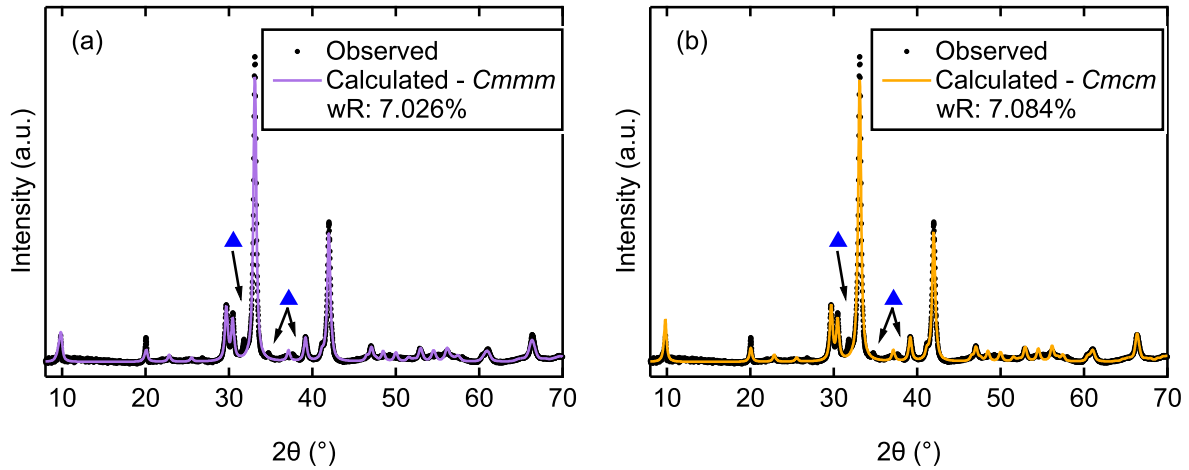 (a)
Observed
Calculated - Cmmm
wR: 7.026%
Intensity (a.u.)
10 20 30 40 50 60 70
2θ (°)
(b)
Observed
Calculated - Cmcm
wR: 7.084%
Intensity (a.u.)
10 20 30 40 50 60 70
2θ (°)